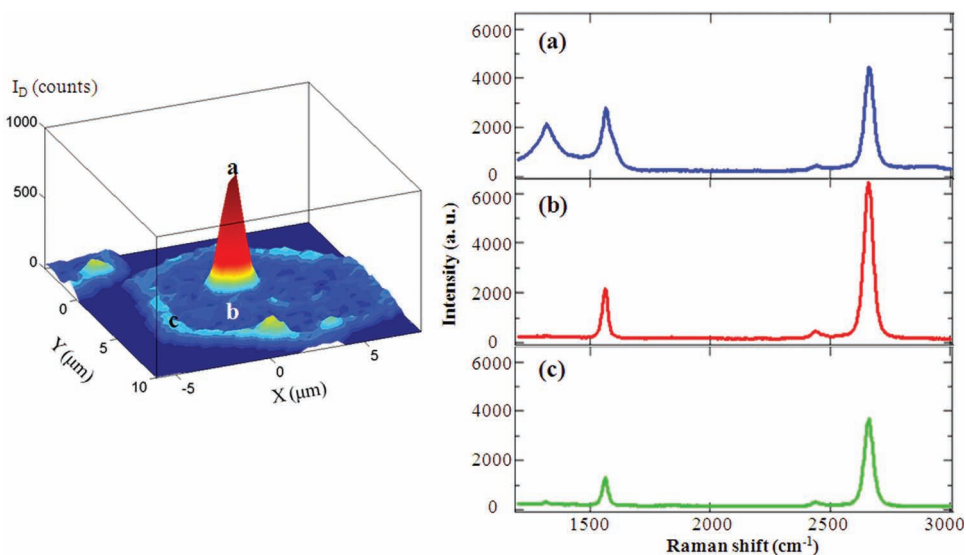 I_D (counts)
1000
500
0
0
5
10
Y (μm)
-5
0
5
X (μm)
a
b
c
(a)
6000
4000
2000
0
(b)
6000
4000
2000
0
(c)
6000
4000
2000
0
Intensity (a. u.)
1500
2000
2500
3000
Raman shift (cm⁻¹)